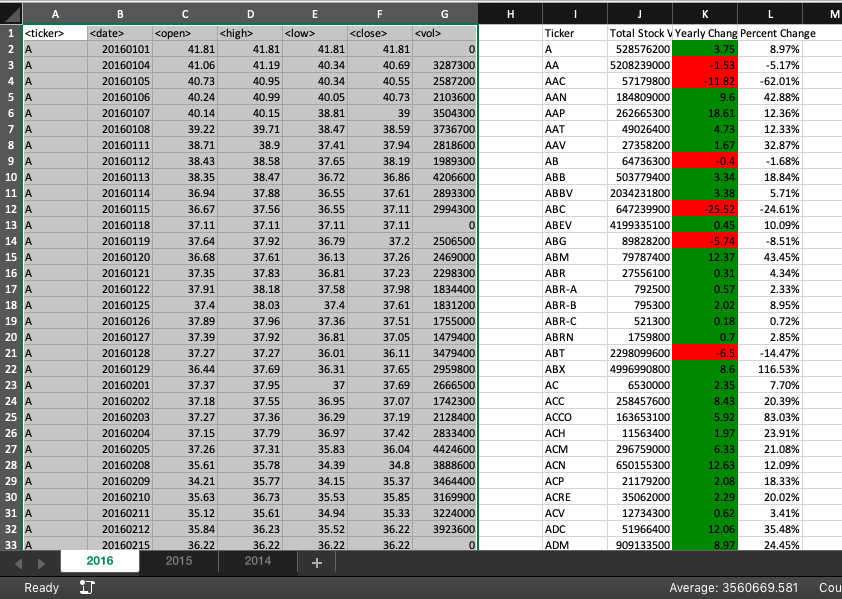 A B C D E F G H I J K L M
1 <ticker> <date> <open> <high> <low> <close> <vol> Ticker Total Stock V Yearly Chang Percent Change
2 A 20160101 41.81 41.81 41.81 41.81 0 A 528576200 3.75 8.97%
3 A 20160104 41.06 41.19 40.34 40.69 3287300 AA 5208239000 -1.53 -5.17%
4 A 20160105 40.73 40.95 40.34 40.55 2587200 AAC 57179800 -11.82 -62.01%
5 A 20160106 40.24 40.99 40.05 40.73 2103600 AAN 184809000 9.6 42.88%
6 A 20160107 40.14 40.15 38.81 39 3504300 AAP 262665300 18.61 12.36%
7 A 20160108 39.22 39.71 38.47 38.59 3736700 AAT 49026400 4.73 12.33%
8 A 20160111 38.71 38.9 37.41 37.94 2818600 AAV 27358200 1.67 32.87%
9 A 20160112 38.43 38.58 37.65 38.19 1989300 AB 64736300 -0.4 -1.68%
10 A 20160113 38.35 38.47 36.72 36.86 4206600 ABB 503779400 3.34 18.84%
11 A 20160114 36.94 37.88 36.55 37.61 2893300 ABBV 2034231800 3.38 5.71%
12 A 20160115 36.67 37.56 36.55 37.11 2994300 ABC 647239900 -25.52 -24.61%
13 A 20160118 37.11 37.11 37.11 37.11 0 ABEV 4199335100 0.45 10.09%
14 A 20160119 37.64 37.92 36.79 37.2 2506500 ABG 89828200 -5.74 -8.51%
15 A 20160120 36.68 37.61 36.13 37.26 2469000 ABM 79787400 12.37 43.45%
16 A 20160121 37.35 37.83 36.81 37.23 2298300 ABR 27556100 0.31 4.34%
17 A 20160122 37.91 38.18 37.58 37.98 1834400 ABR-A 792500 0.57 2.33%
18 A 20160125 37.4 38.03 37.4 37.61 1831200 ABR-B 795300 2.02 8.95%
19 A 20160126 37.89 37.96 37.36 37.51 1755000 ABR-C 521300 0.18 0.72%
20 A 20160127 37.39 37.92 36.81 37.05 1479400 ABRN 1759800 0.7 2.85%
21 A 20160128 37.27 37.27 36.01 36.11 3479400 ABT 2298099600 -6.5 -14.47%
22 A 20160129 36.44 37.69 36.31 37.65 2959800 ABX 4996990800 8.6 116.53%
23 A 20160201 37.37 37.95 37 37.69 2666500 AC 6530000 2.35 7.70%
24 A 20160202 37.18 37.55 36.95 37.07 1742300 ACC 258457600 8.43 20.39%
25 A 20160203 37.27 37.36 36.29 37.19 2128400 ACCO 163653100 5.92 83.03%
26 A 20160204 37.15 37.79 36.97 37.42 2833400 ACH 11563400 1.97 23.91%
27 A 20160205 37.26 37.31 35.83 36.04 4424600 ACM 296759000 6.33 21.08%
28 A 20160208 35.61 35.78 34.39 34.8 3888600 ACN 650155300 12.63 12.09%
29 A 20160209 34.21 35.77 34.15 35.37 3464400 ACP 21179200 2.08 18.33%
30 A 20160210 35.63 36.73 35.53 35.85 3169900 ACRE 35062000 2.29 20.02%
31 A 20160211 35.12 35.61 34.94 35.33 3224000 ACV 12734300 0.62 3.41%
32 A 20160212 35.84 36.23 35.52 36.22 3923600 ADC 51966400 12.06 35.48%
33 A 20160215 36.22 36.22 36.22 36.22 0 ADM 909133500 8.97 24.45%
2016 2015 2014 +
Ready Average: 3560669.581 Cou